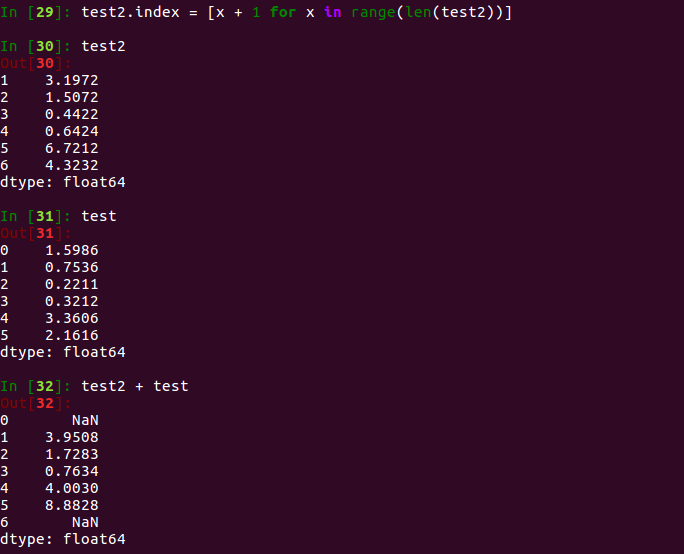 In [29]: test2.index = [x + 1 for x in range(len(test2))]
In [30]: test2
Out[30]:
1    3.1972
2    1.5072
3    0.4422
4    0.6424
5    6.7212
6    4.3232
dtype: float64
In [31]: test
Out[31]:
0    1.5986
1    0.7536
2    0.2211
3    0.3212
4    3.3606
5    2.1616
dtype: float64
In [32]: test2 + test
Out[32]:
0       NaN
1    3.9508
2    1.7283
3    0.7634
4    4.0030
5    8.8828
6       NaN
dtype: float64